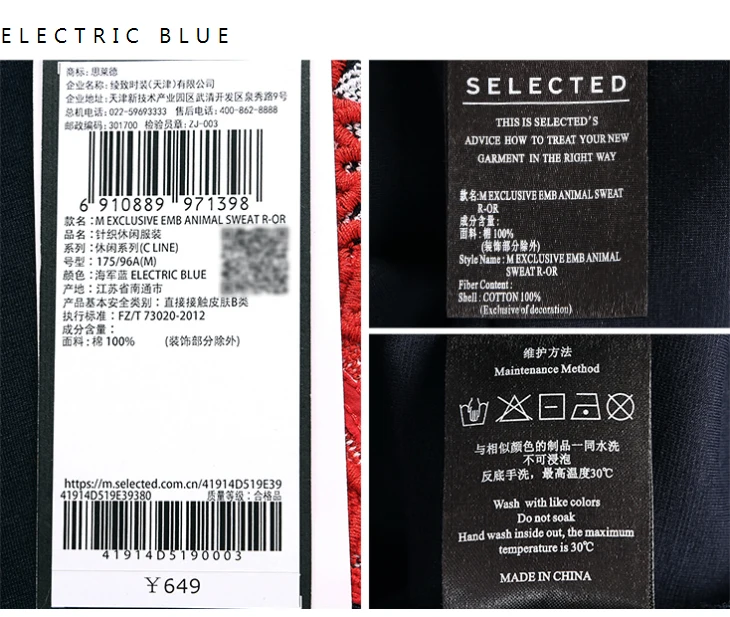 ELECTRIC BLUE
商标：思莱德
企业名称：绫致时装(天津)有限公司
企业地址：天津新技术产业园区武清开发区泉秀路9号
总机电话：022-59693333 售后电话：400-862-8888
邮政编码：301700 检验员章：ZJ-003
6 910889 971398
款名：M EXCLUSIVE EMB ANIMAL SWEAT R-OR
品名：针织休闲服装
系列：休闲系列(C LINE)
号型：175/96A(M)
颜色：海军蓝 ELECTRIC BLUE
产地：江苏省南通市
产品基本安全类别：直接接触皮肤B类
执行标准：FZ/T 73020-2012
成分含量：
面料：棉 100% (装饰部分除外)
https://m.selected.com.cn/41914D519E39
41914D519E39380 质量等级：合格品
41914D5190003
￥649
SELECTED
THIS IS SELECTED'S
ADVICE HOW TO TREAT YOUR NEW
GARMENT IN THE RIGHT WAY
款名:M EXCLUSIVE EMB ANIMAL SWEAT
R-OR
成分含量:
面料:棉 100%
(装饰部分除外)
Style Name : M EXCLUSIVE EMB ANIMAL
SWEAT R-OR
Fiber Content :
Shell : COTTON 100%
(Exclusive of decoration)
维护方法
Maintenance Method
与相似颜色的制品一同水洗
不可浸泡
反底手洗，最高温度30℃
Wash with like colors
Do not soak
Hand wash inside out, the maximum
temperature is 30℃
MADE IN CHINA